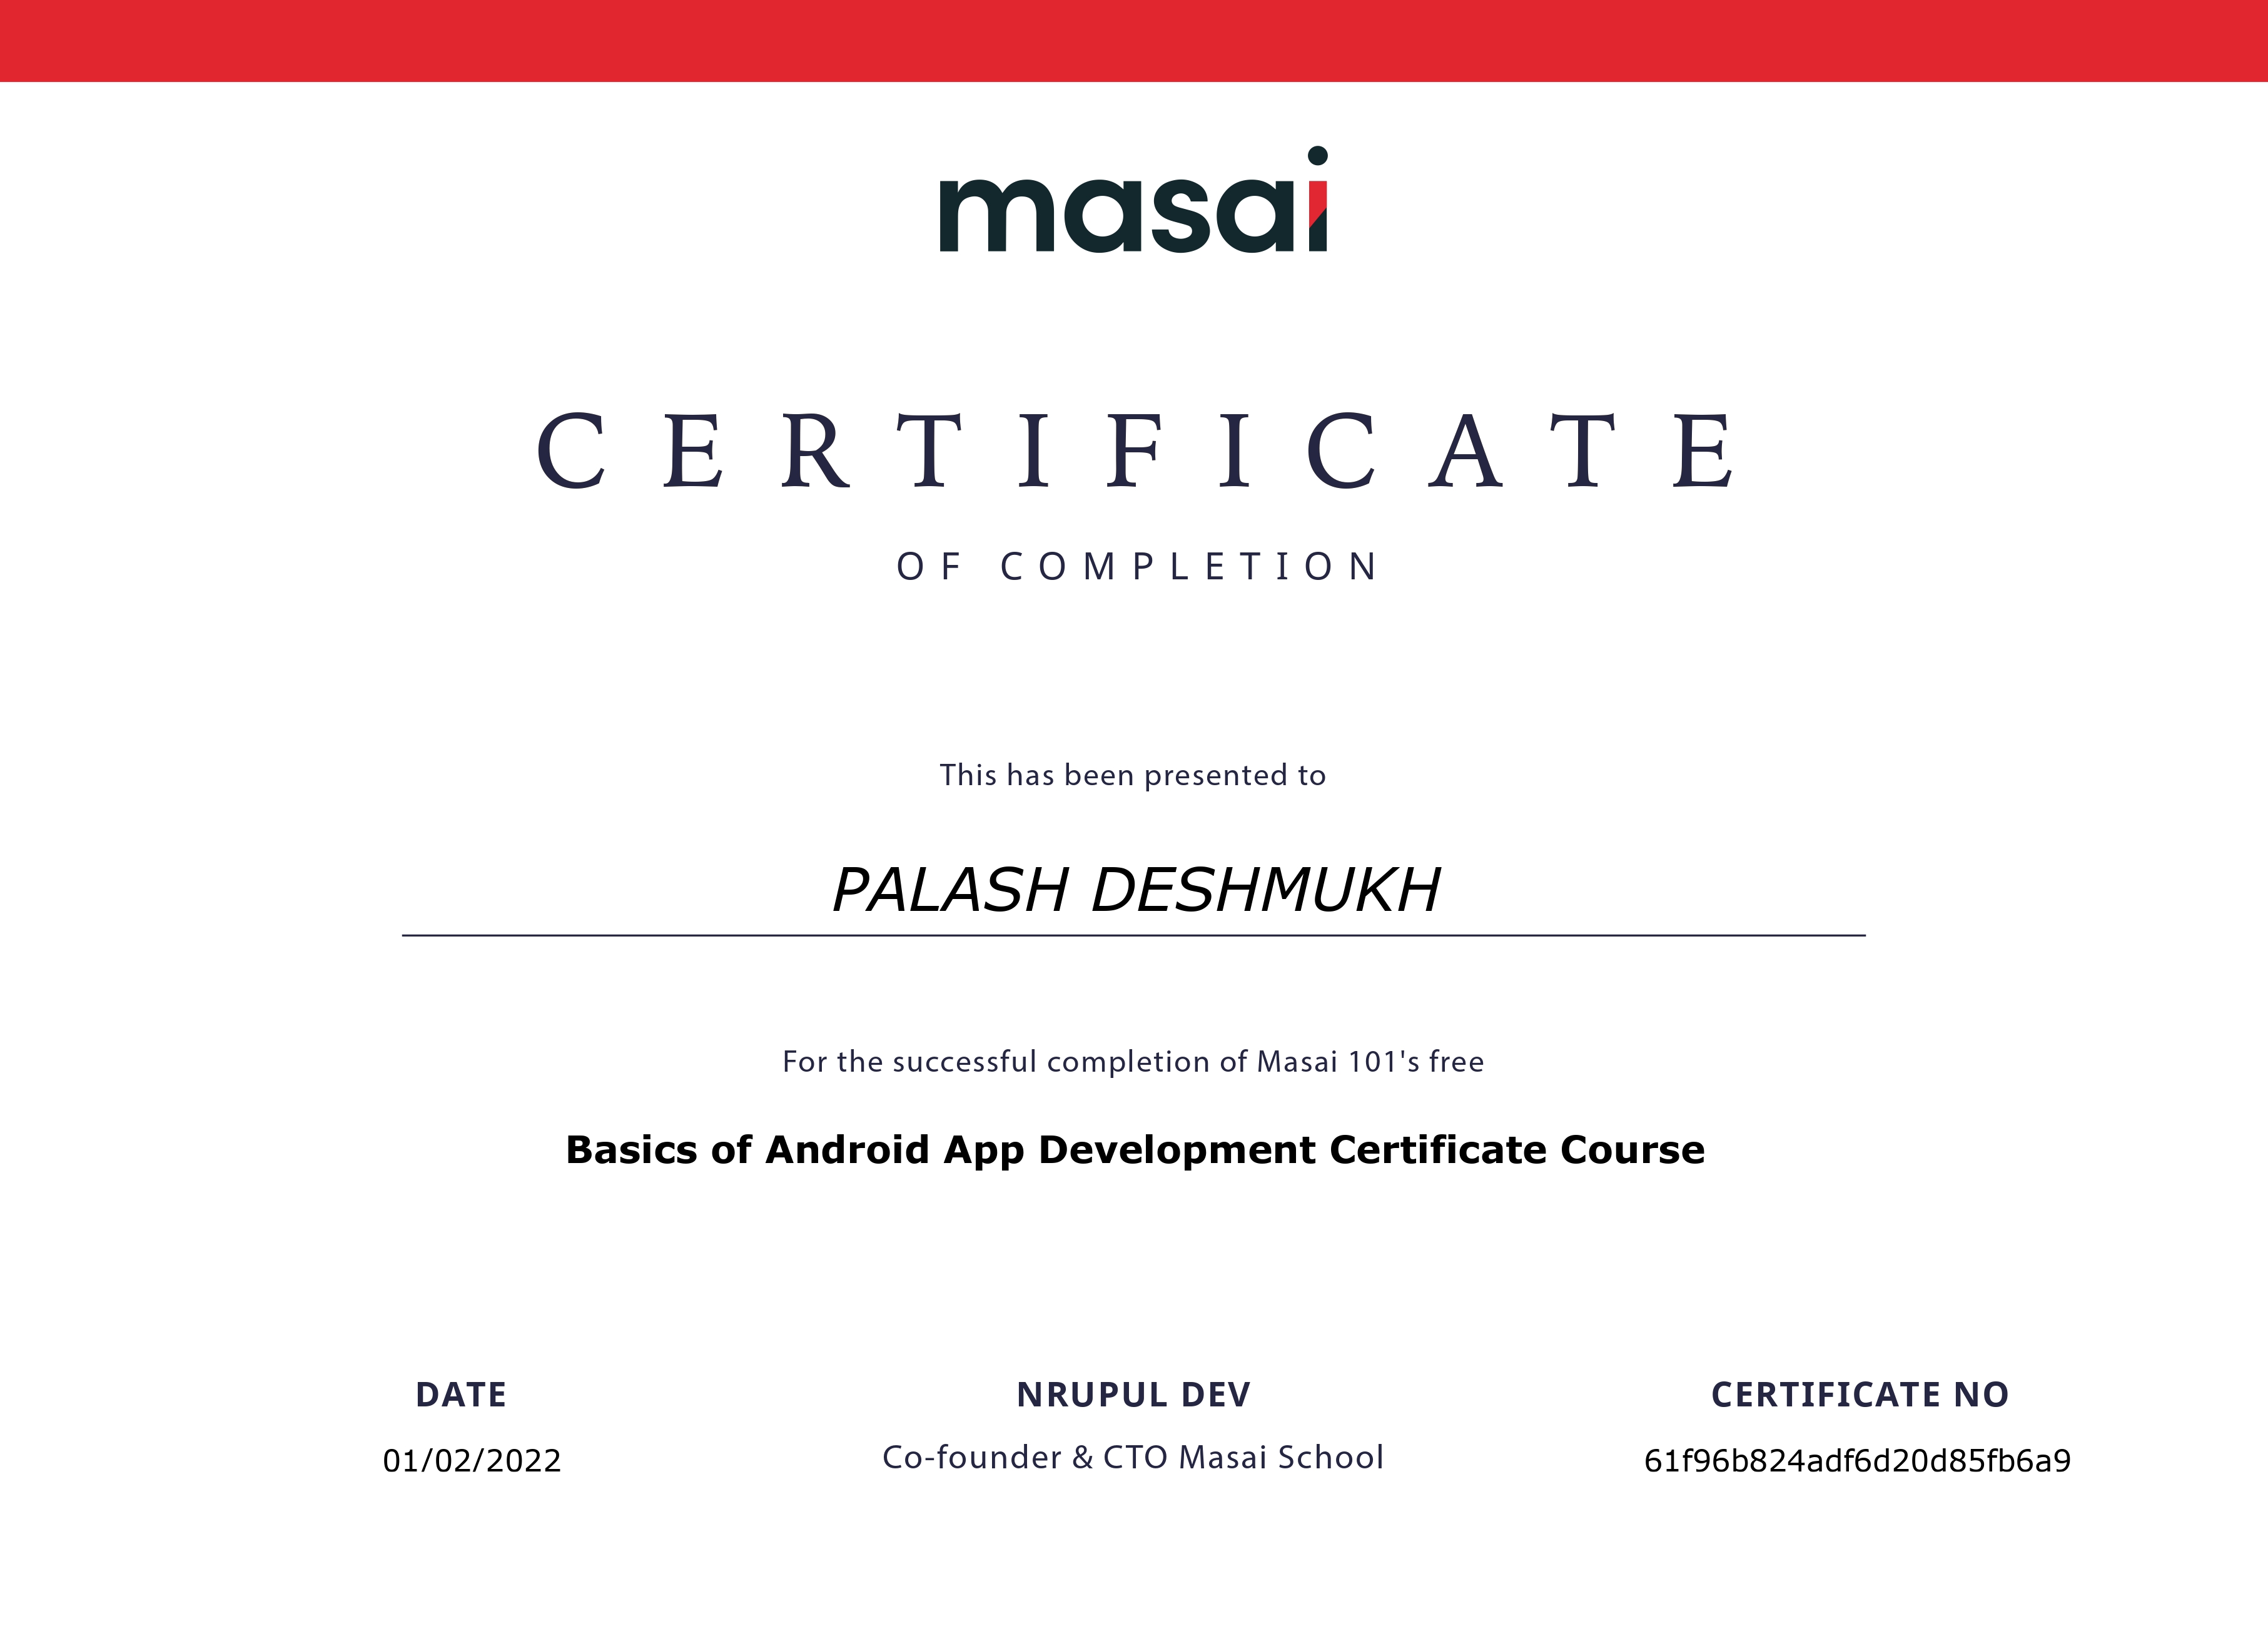 masai
CERTIFICATE
OF COMPLETION
This has been presented to
PALASH DESHMUKH
For the successful completion of Masai 101's free
Basics of Android App Development Certificate Course
DATE
01/02/2022
NRUPUL DEV
Co-founder & CTO Masai School
CERTIFICATE NO
61f96b824adf6d20d85fb6a9